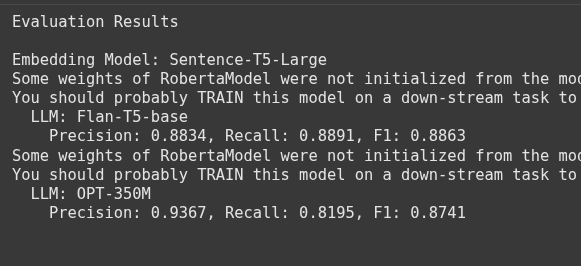 Evaluation Results
Embedding Model: Sentence-T5-Large
Some weights of RobertaModel were not initialized from the
You should probably TRAIN this model on a down-stream task to
LLM: Flan-T5-base
Precision: 0.8834, Recall: 0.8891, F1: 0.8863
Some weights of RobertaModel were not initialized from the
You should probably TRAIN this model on a down-stream task to
LLM: OPT-350M
Precision: 0.9367, Recall: 0.8195, F1: 0.8741